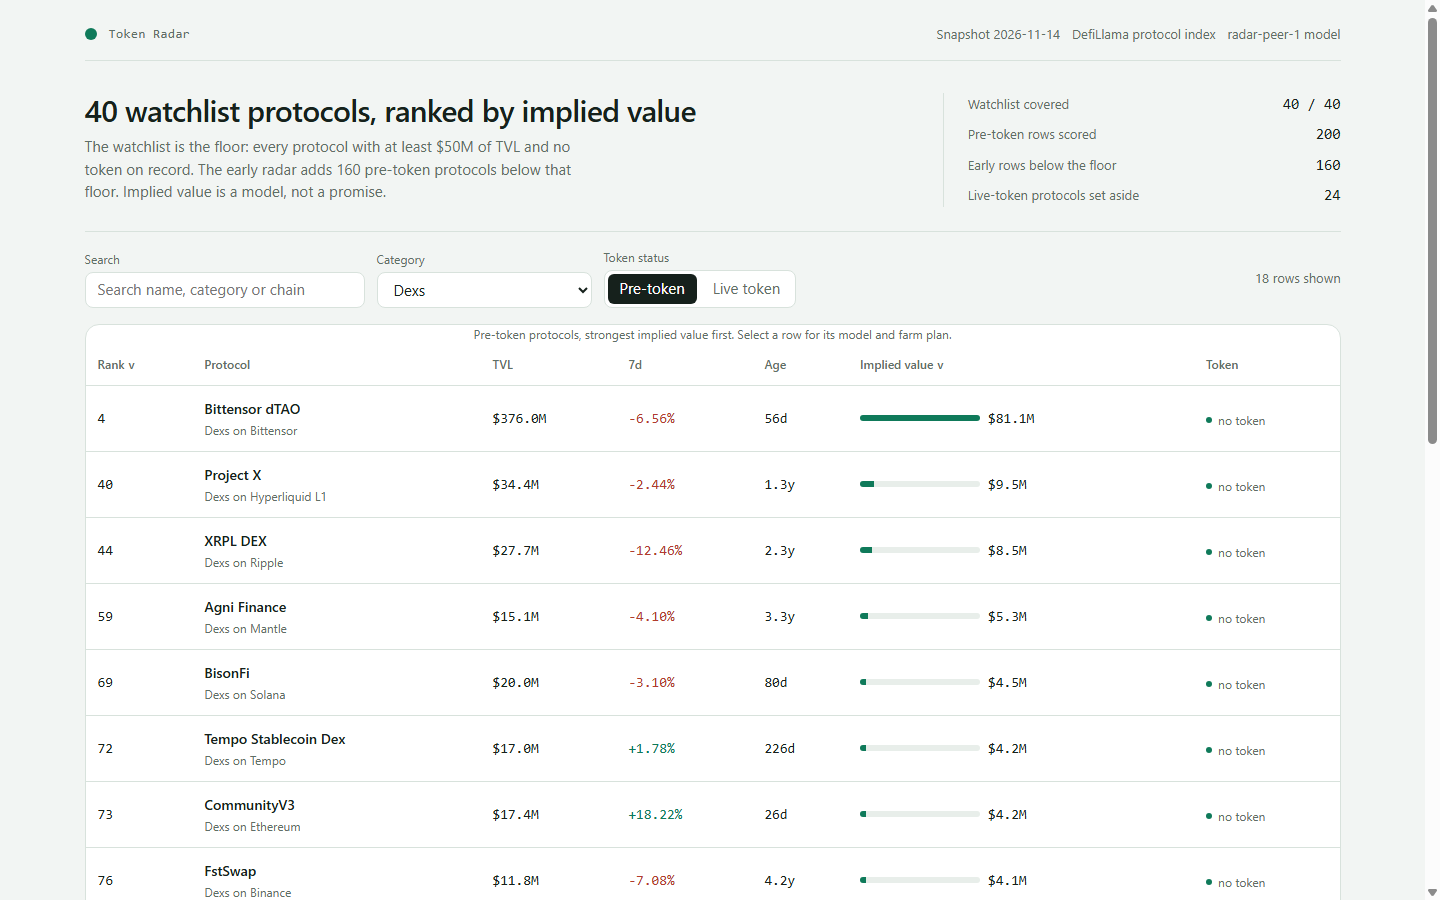 Token Radar
Snapshot 2026-11-14 DefiLlama protocol index radar-peer-1 model
40 watchlist protocols, ranked by implied value
The watchlist is the floor: every protocol with at least $50M of TVL and no
token on record. The early radar adds 160 pre-token protocols below that
floor. Implied value is a model, not a promise.
Watchlist covered 40 / 40
Pre-token rows scored 200
Early rows below the floor 160
Live-token protocols set aside 24
Search Category Token status
Search name, category or chain Dexs Pre-token Live token 18 rows shown
Pre-token protocols, strongest implied value first. Select a row for its model and farm plan.
Rank v Protocol TVL 7d Age Implied value v Token
4 Bittensor dTAO $376.0M -6.56% 56d $81.1M no token
Dexs on Bittensor
40 Project X $34.4M -2.44% 1.3y $9.5M no token
Dexs on Hyperliquid L1
44 XRPL DEX $27.7M -12.46% 2.3y $8.5M no token
Dexs on Ripple
59 Agni Finance $15.1M -4.10% 3.3y $5.3M no token
Dexs on Mantle
69 BisonFi $20.0M -3.10% 80d $4.5M no token
Dexs on Solana
72 Tempo Stablecoin Dex $17.0M +1.78% 226d $4.2M no token
Dexs on Tempo
73 CommunityV3 $17.4M +18.22% 26d $4.2M no token
Dexs on Ethereum
76 FstSwap $11.8M -7.08% 4.2y $4.1M no token
Dexs on Binance